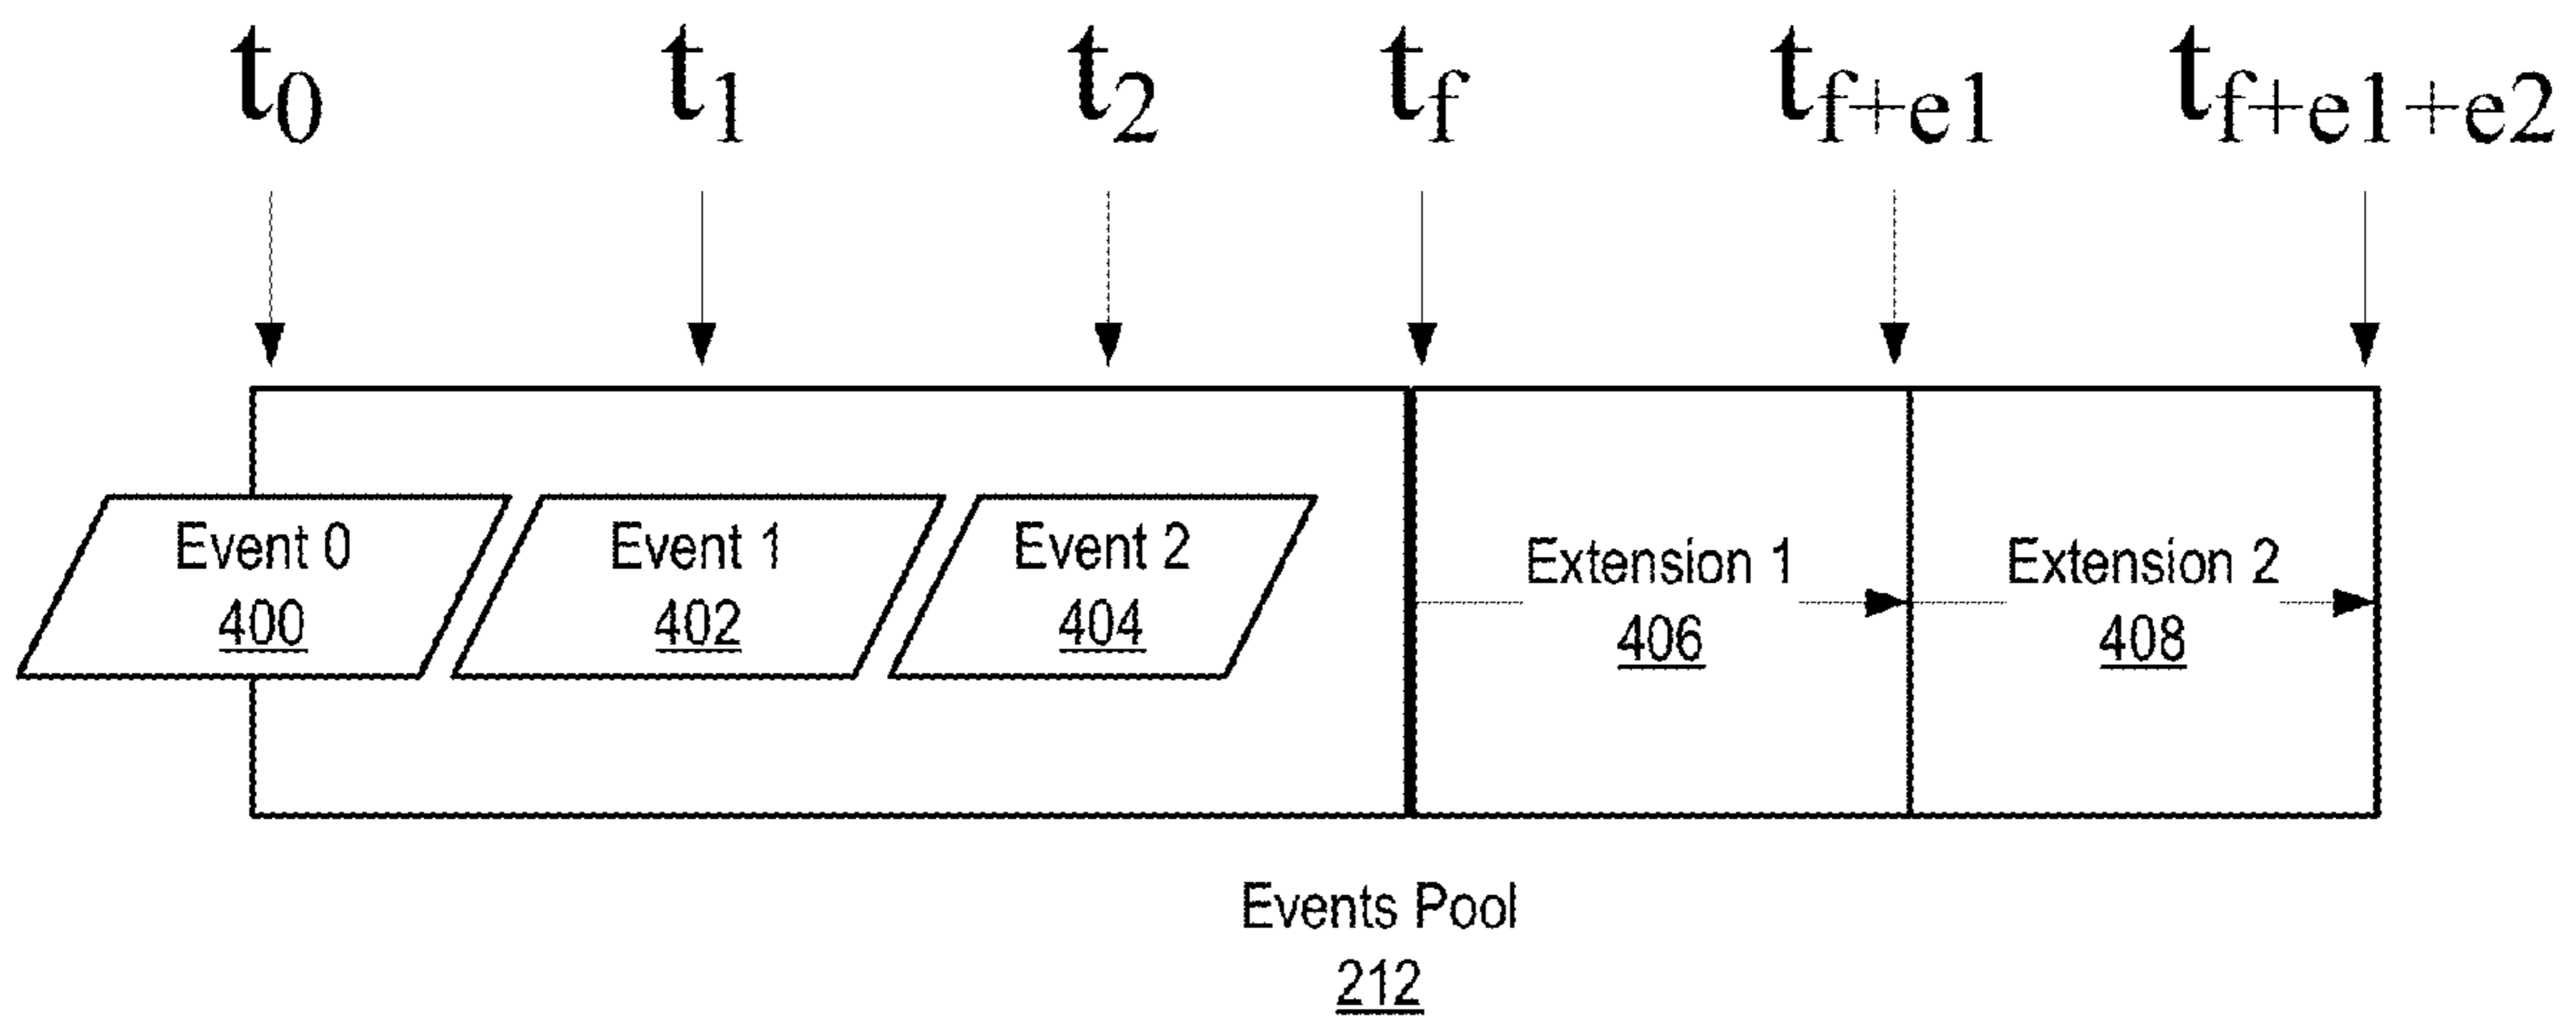 t0 t1 t2 tf tf+e1 tf+e1+e2
Event 0
400
Event 1
402
Event 2
404
Extension 1
406
Extension 2
408
Events Pool
212